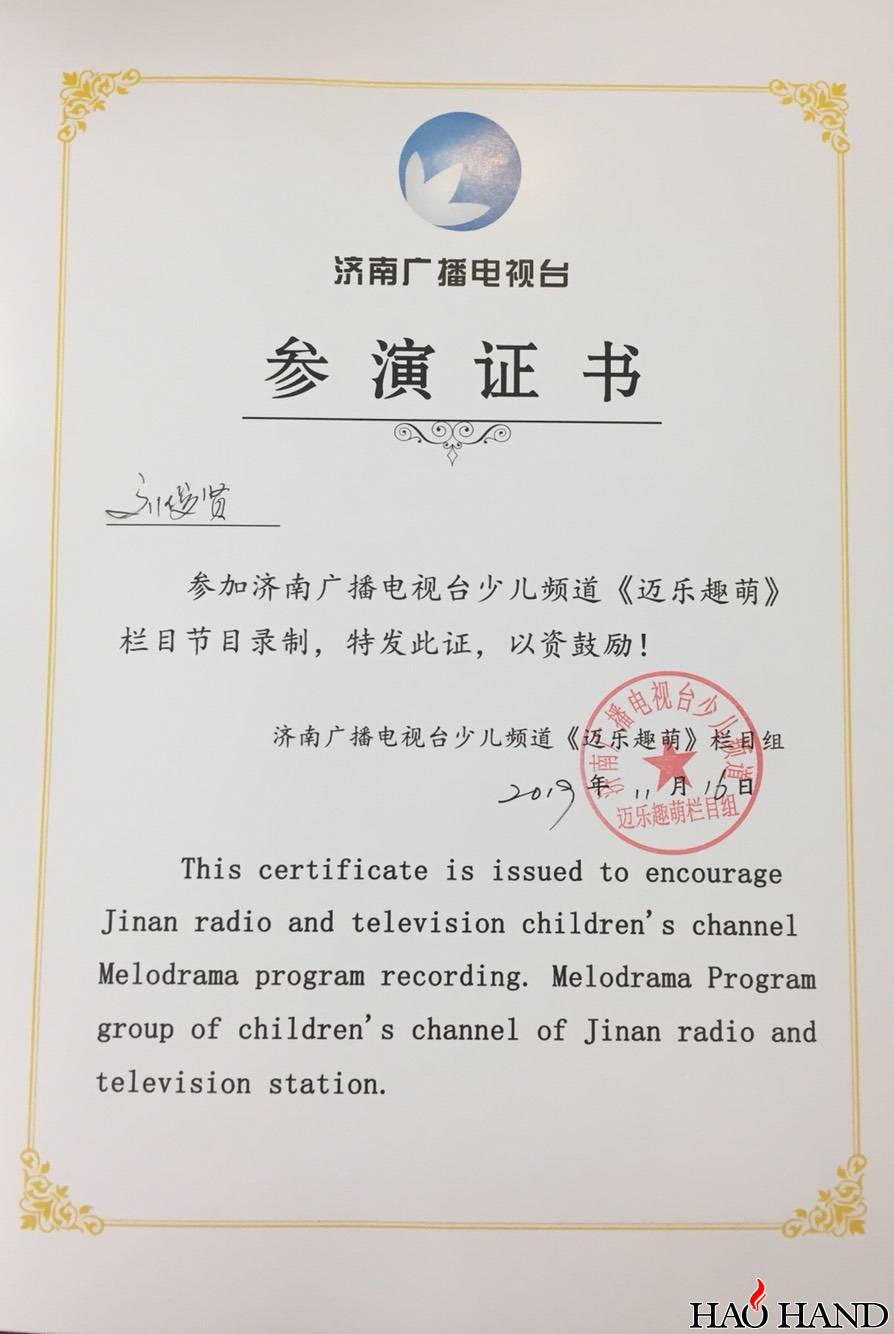 济南广播电视台
参演证书
刘俊贤
参加济南广播电视台少儿频道《迈乐趣萌》
栏目节目录制，特发此证，以资鼓励！
济南广播电视台少儿频道《迈乐趣萌》栏目组
2019年11月16日
济南广播电视台少儿频道
迈乐趣萌栏目组
This certificate is issued to encourage
Jinan radio and television children's channel
Melodrama program recording. Melodrama Program
group of children's channel of Jinan radio and
television station.
HAO HAND